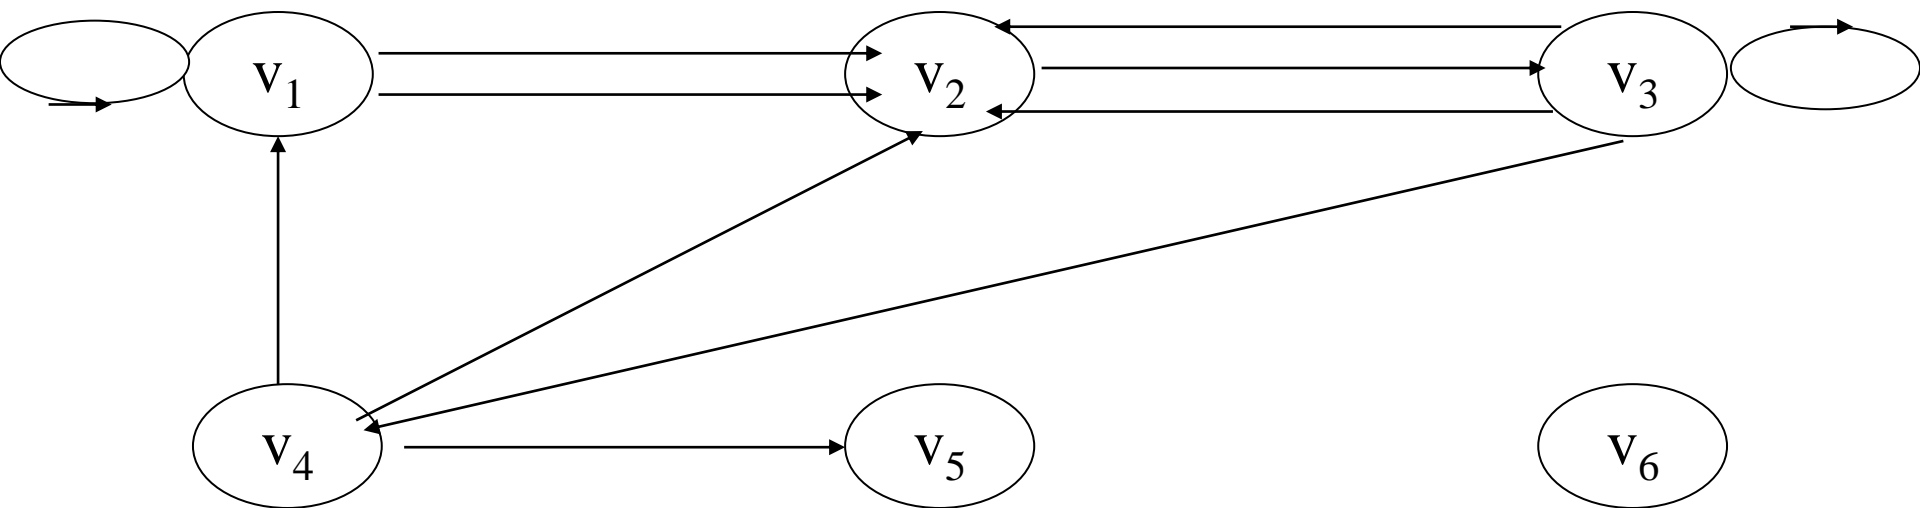 v₁ v₂ v₃
v₄ v₅ v₆